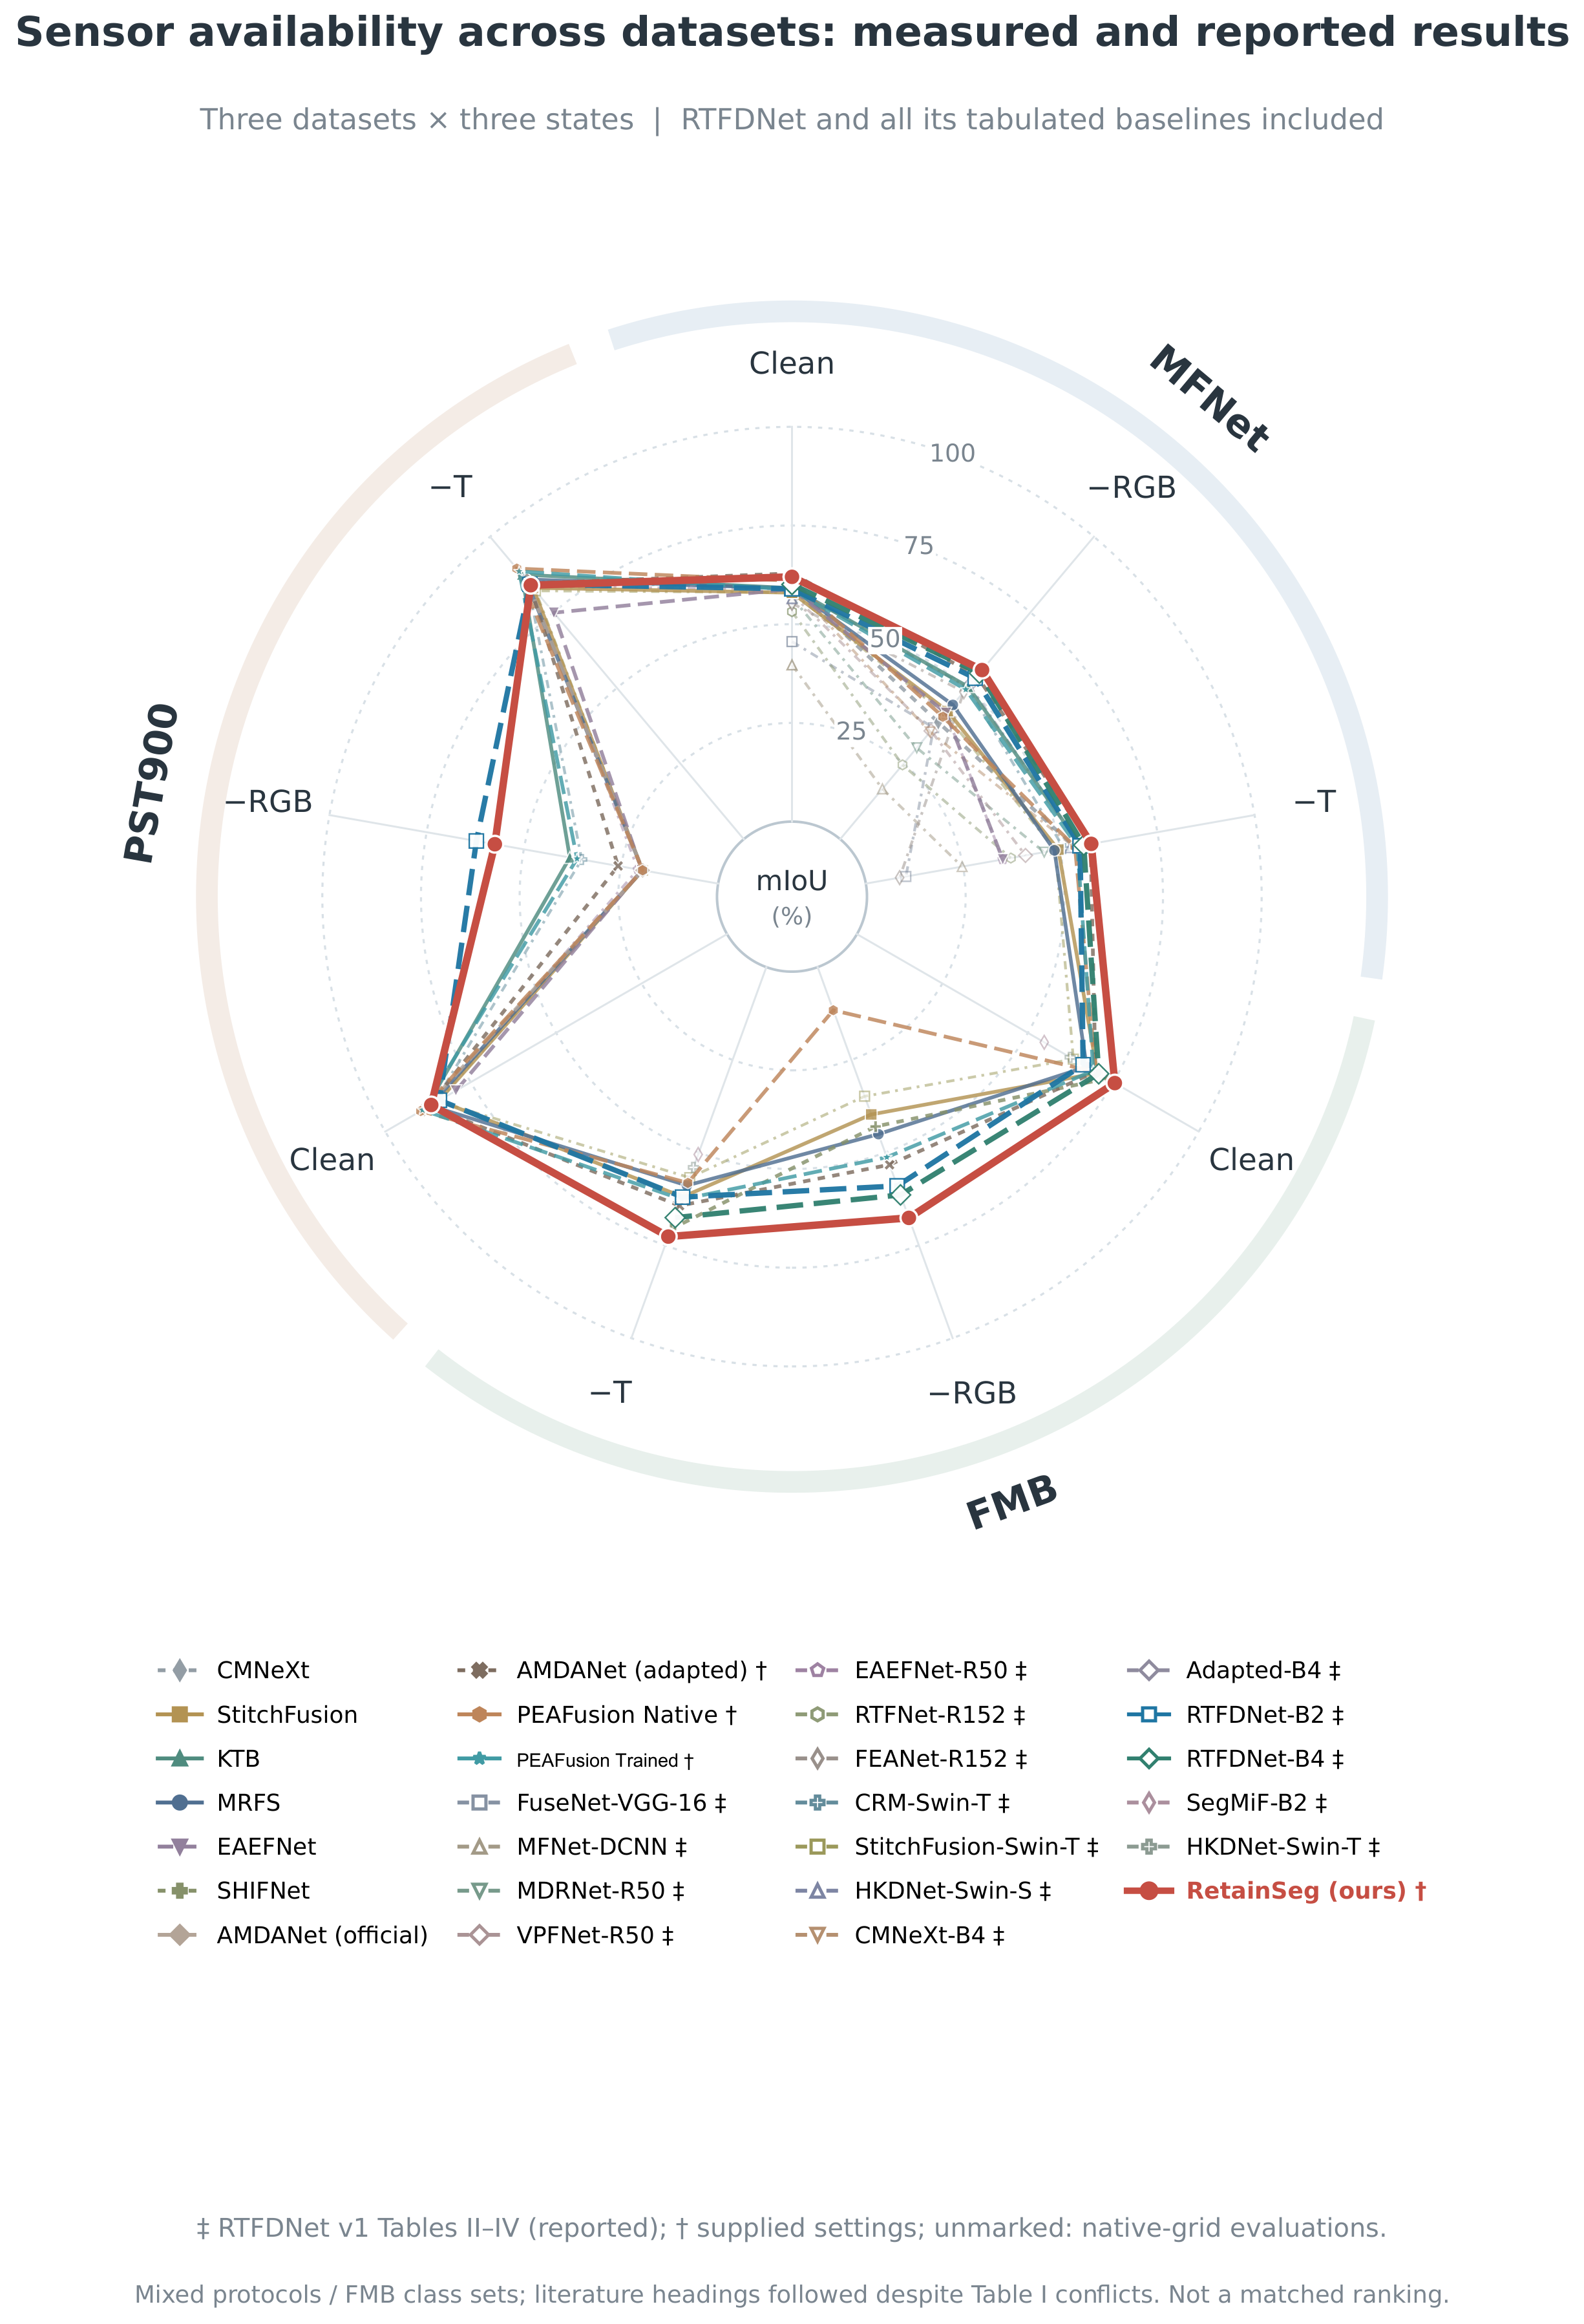 Sensor availability across datasets: measured and reported results
Three datasets × three states | RTFDNet and all its tabulated baselines included
Clean
MFNet
100
−T
−RGB
75
50
25
PST900
−RGB
−T
mIoU
(%)
Clean
Clean
−T
−RGB
FMB
CMNeXt
StitchFusion
KTB
MRFS
EAEFNet
SHIFNet
AMDANet (official)
AMDANet (adapted) †
PEAFusion Native †
PEAFusion Trained †
FuseNet-VGG-16 ‡
MFNet-DCNN ‡
MDRNet-R50 ‡
VPFNet-R50 ‡
EAEFNet-R50 ‡
RTFNet-R152 ‡
FEANet-R152 ‡
CRM-Swin-T ‡
StitchFusion-Swin-T ‡
HKDNet-Swin-S ‡
CMNeXt-B4 ‡
Adapted-B4 ‡
RTFDNet-B2 ‡
RTFDNet-B4 ‡
SegMiF-B2 ‡
HKDNet-Swin-T ‡
RetainSeg (ours) †
‡ RTFDNet v1 Tables II–IV (reported); † supplied settings; unmarked: native-grid evaluations.
Mixed protocols / FMB class sets; literature headings followed despite Table I conflicts. Not a matched ranking.